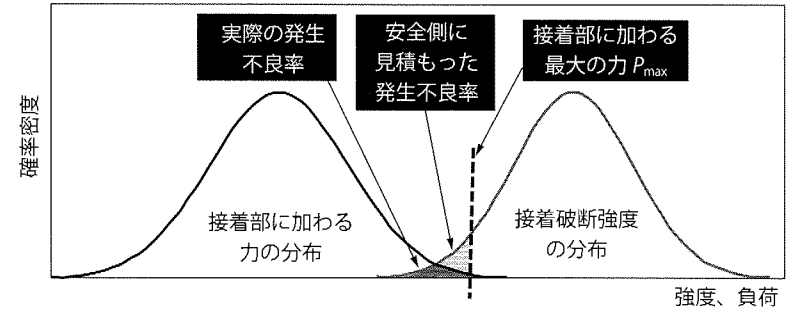 実際の発生
不良率
安全側に
見積もった
発生不良率
接着部に加わる
最大の力 Pmax
確率密度
接着部に加わる
力の分布
接着破断強度
の分布
強度、負荷